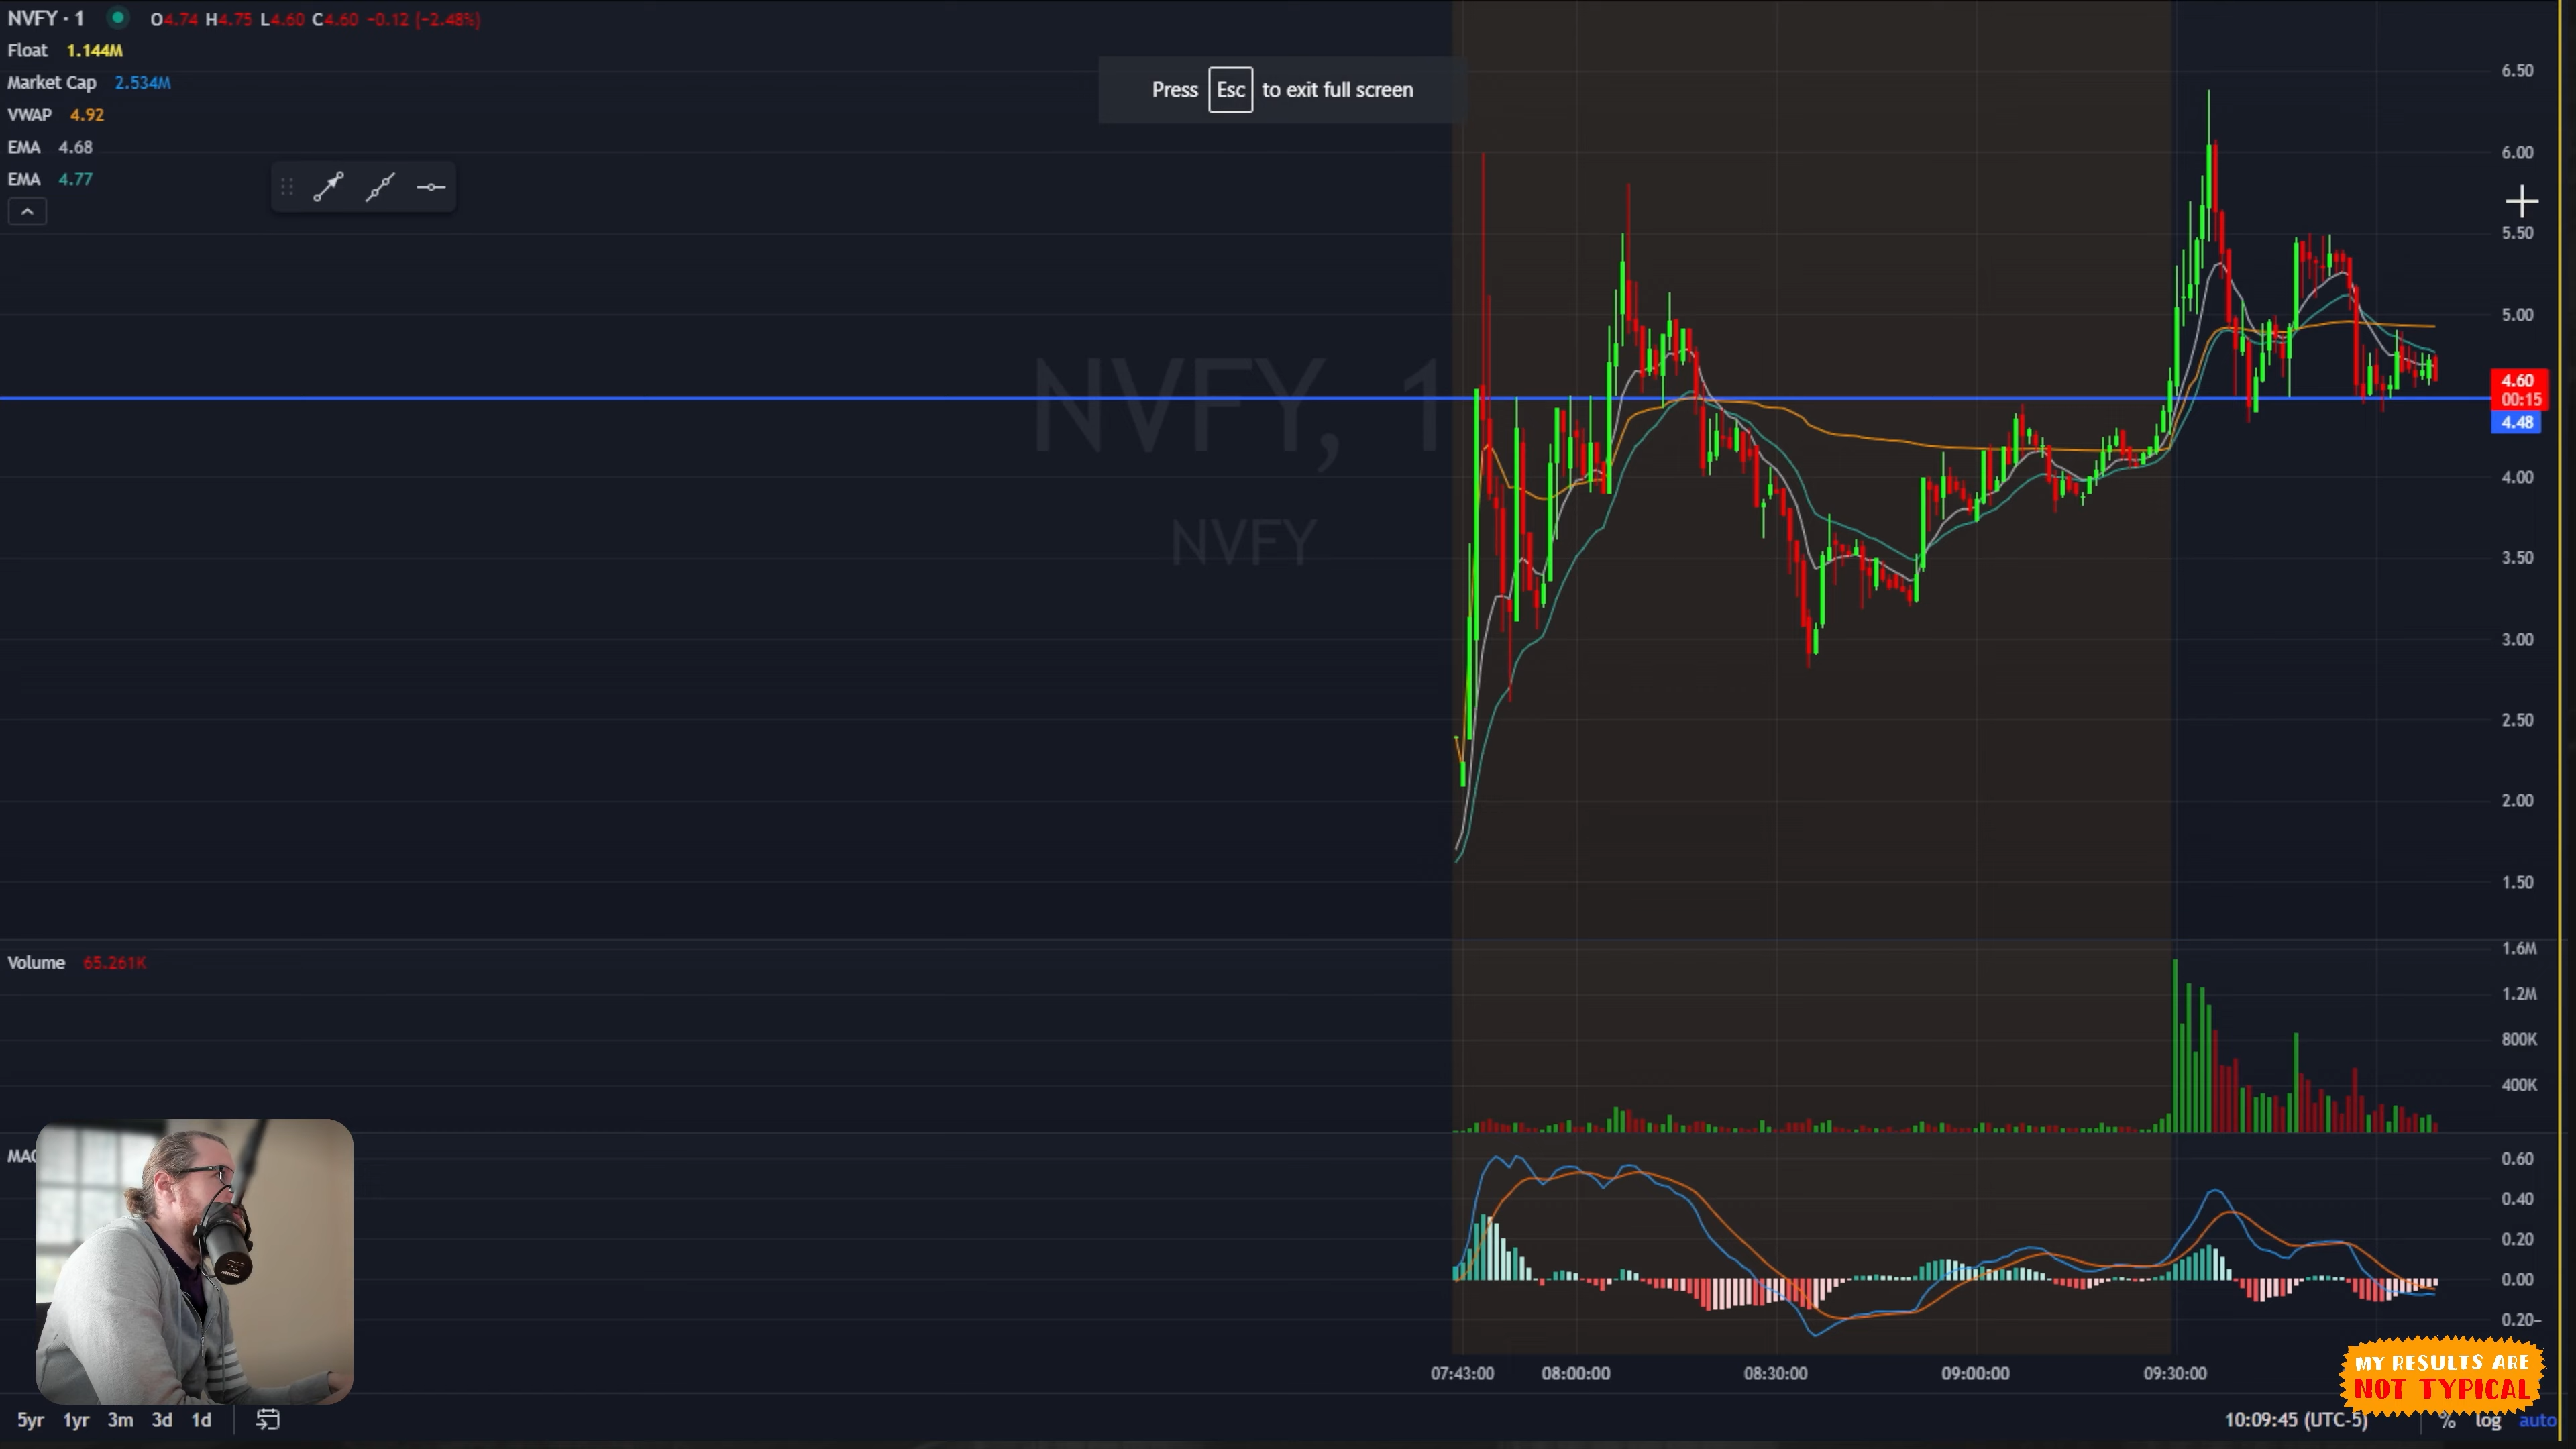 NVFY · 1 O4.74 H4.75 L4.60 C4.60 −0.12 (−2.48%)
Float 1.144M
Market Cap 2.534M
VWAP 4.92
EMA 4.68
EMA 4.77
Press Esc to exit full screen
NVFY, 1
NVFY
6.50
6.00
5.50
5.00
4.60
00:15
4.48
4.00
3.50
3.00
2.50
2.00
1.50
Volume 65.261K
1.6M
1.2M
800K
400K
0.60
0.40
0.20
0.00
0.20−
07:43:00 08:00:00 08:30:00 09:00:00 09:30:00
MY RESULTS ARE
NOT TYPICAL
5yr 1yr 3m 3d 1d 10:09:45 (UTC-5) % log auto